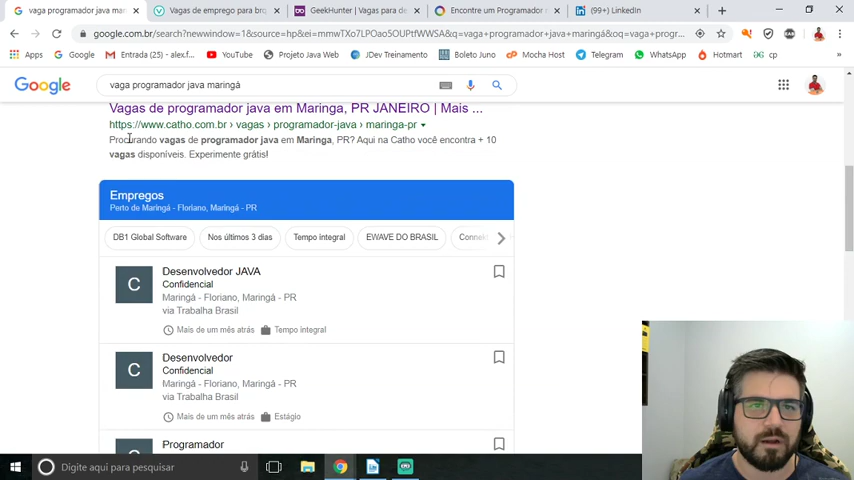 vaga programador java mari
Vagas de emprego para bro
GeekHunter | Vagas para de
Encontre um Programador
(99+) LinkedIn
google.com.br/search?newwindow=1&source=hp&ei=mmwTXo7LPOao5OUPtfWWSA&q=vaga+programador+java+maringá&oq=vaga+progr...
Apps
Google
Entrada (25) - alex.f...
YouTube
Projeto Java Web
JDev Treinamento
Boleto Juno
Mocha Host
Telegram
WhatsApp
Hotmart
cp
Google
vaga programador java maringá
Vagas de programador java em Maringa, PR JANEIRO | Mais ...
https://www.catho.com.br › vagas › programador-java › maringa-pr
Procurando vagas de programador java em Maringa, PR? Aqui na Catho você encontra + 10
vagas disponíveis. Experimente grátis!
Empregos
Perto de Maringá - Floriano, Maringá - PR
DB1 Global Software
Nos últimos 3 dias
Tempo integral
EWAVE DO BRASIL
C
Desenvolvedor JAVA
Confidencial
Maringá - Floriano, Maringá - PR
via Trabalha Brasil
Mais de um mês atrás
Tempo integral
C
Desenvolvedor
Confidencial
Maringá - Floriano, Maringá - PR
via Trabalha Brasil
Mais de um mês atrás
Estágio
Programador
Digite aqui para pesquisar